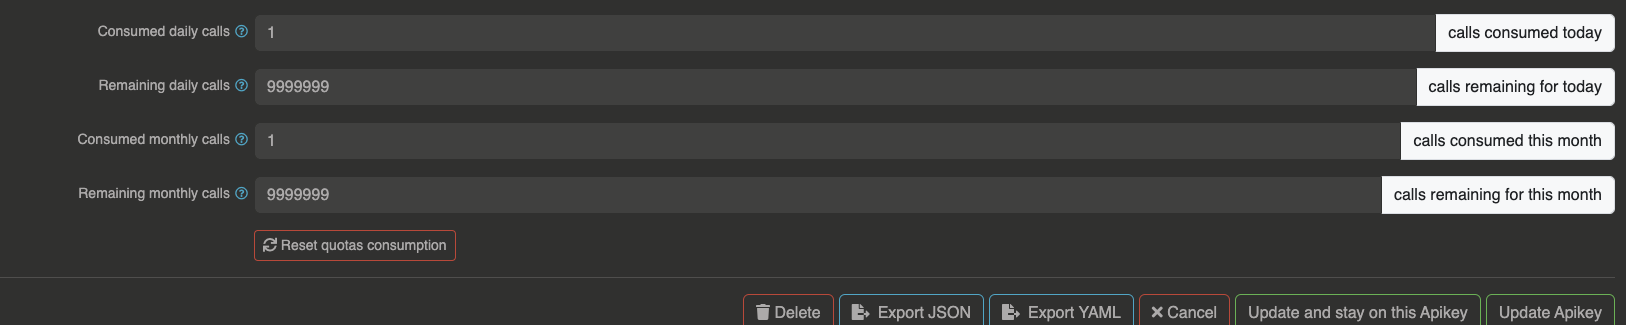 Consumed daily calls 1 calls consumed today
Remaining daily calls 9999999 calls remaining for today
Consumed monthly calls 1 calls consumed this month
Remaining monthly calls 9999999 calls remaining for this month
Reset quotas consumption
Delete Export JSON Export YAML Cancel Update and stay on this Apikey Update Apikey